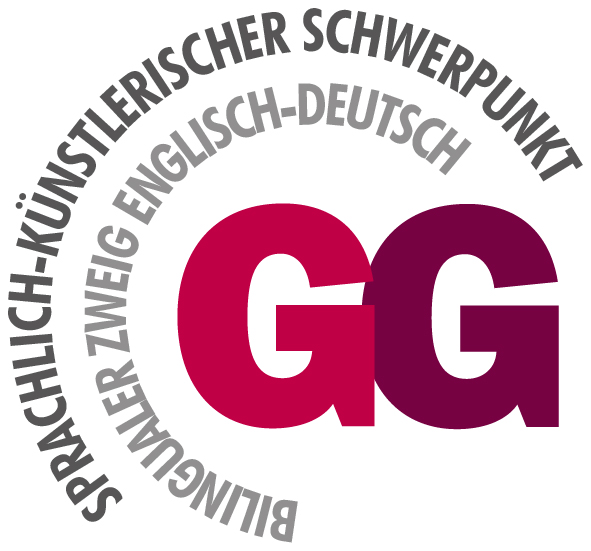 SPRACHLICH-KÜNSTLERISCHER SCHWERPUNKT
BILINGUALER ZWEIG ENGLISCH-DEUTSCH
GG